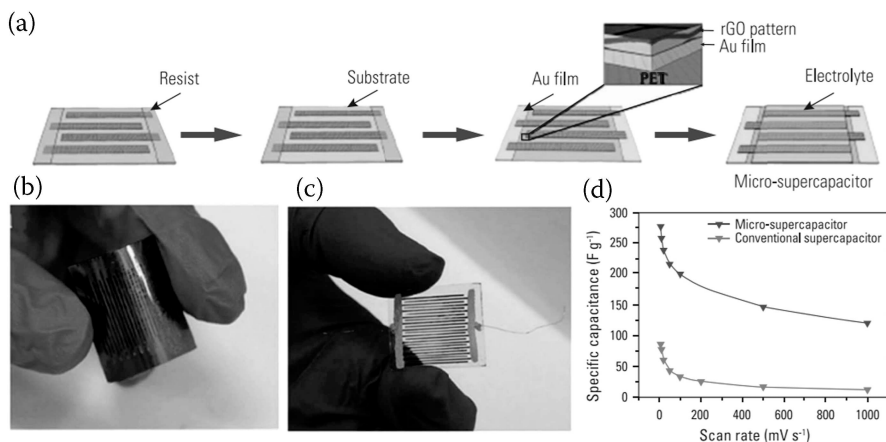 (a)
Resist
Substrate
Au film
rGO pattern
Au film
PET
Electrolyte
Micro-supercapacitor
(b)
(c)
(d)
Specific capacitance (F g⁻¹)
300
250
250
150
100
50
0
Micro-supercapacitor
Conventional supercapacitor
0 200 400 600 800 1000
Scan rate (mV s⁻¹)